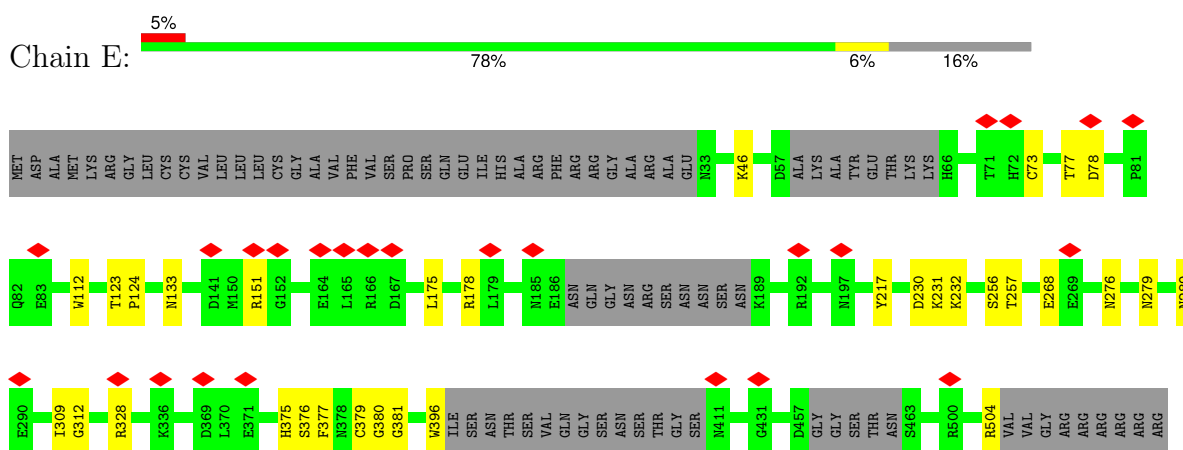 5%
Chain E:
78% 6% 16%
MET ASP ALA MET LYS ARG GLY LEU CYS CYS VAL LEU LEU LEU CYS GLY ALA VAL PHE VAL SER PRO SER GLN GLU ILE HIS ALA ARG PHE ARG ARG GLY ALA ARG ALA GLU N33 K46 D57 ALA LYS ALA TYR GLU THR LYS LYS H66 T71 H72 C73 T77 D78 P81
Q82 E83 W112 T123 P124 N133 D141 M150 R151 G152 E164 L165 R166 D167 L175 R178 L179 N185 E186 ASN GLN GLY ASN ARG SER ASN ASN SER ASN K189 R192 N197 Y217 D230 K231 K232 S256 T257 E268 E269 N276 N279
E290 I309 G312 R328 K336 D369 L370 E371 H375 S376 F377 N378 C379 G380 G381 W396 ILE SER ASN THR SER VAL GLN GLY SER ASN SER THR GLY SER N411 G431 D457 GLY GLY SER THR ASN S463 R500 R504 VAL VAL GLY ARG ARG ARG ARG ARG ARG